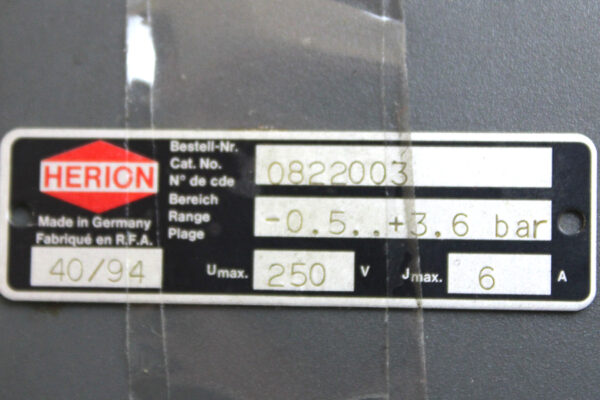 HERION
Made in Germany
Fabriqué en R.F.A.
40/94
Bestell-Nr.
Cat. No.
N° de cde
0822003
Bereich
Range
Plage
-0.5..+3.6 bar
Umax. 250 V
Jmax. 6 A